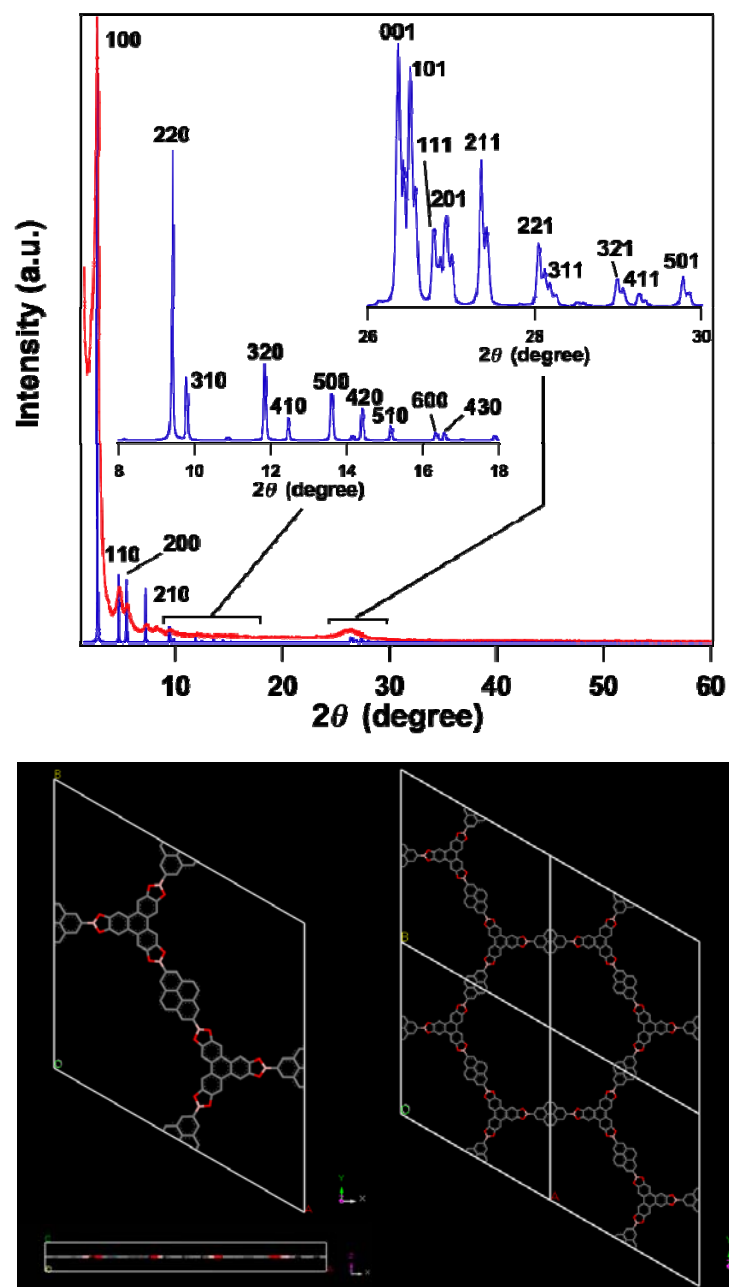 Intensity (a.u.)
100
110
200
210
10
20
30
40
50
60
2θ (degree)
220
310
320
410
500
420
510
600
430
8
10
12
14
16
18
2θ (degree)
001
101
111
201
211
221
311
321
411
501
26
28
30
2θ (degree)
B
O
A
Y
X
B
O
A
Y
C
O
Z
X